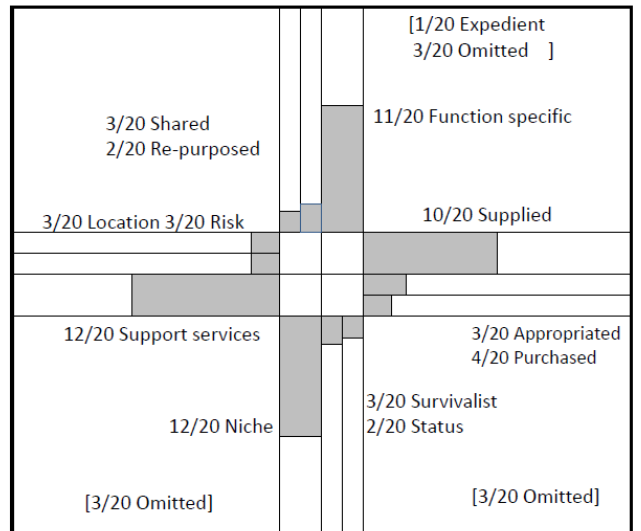 [1/20 Expedient
3/20 Omitted ]
3/20 Shared
2/20 Re-purposed
11/20 Function specific
3/20 Location 3/20 Risk
10/20 Supplied
12/20 Support services
3/20 Appropriated
4/20 Purchased
12/20 Niche
3/20 Survivalist
2/20 Status
[3/20 Omitted]
[3/20 Omitted]